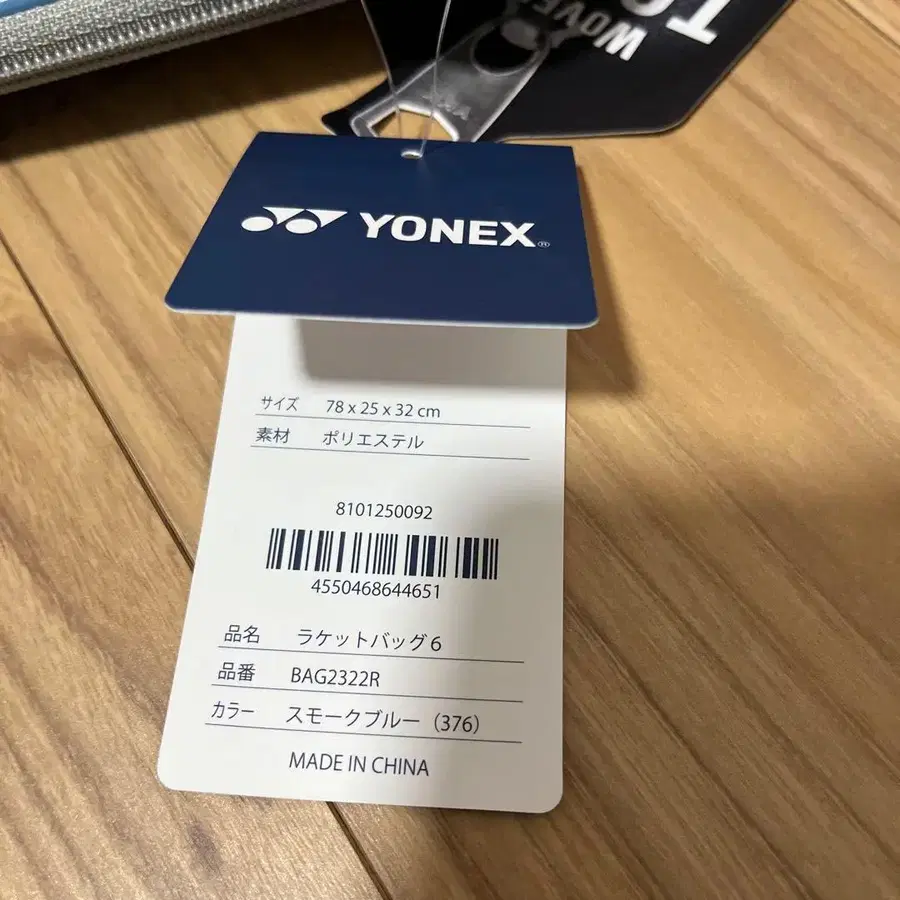 WOVE
TO
YONEX®
サイズ 78 x 25 x 32 cm
素材 ポリエステル
8101250092
4550468644651
品名 ラケットバッグ6
品番 BAG2322R
カラー スモークブルー（376）
MADE IN CHINA